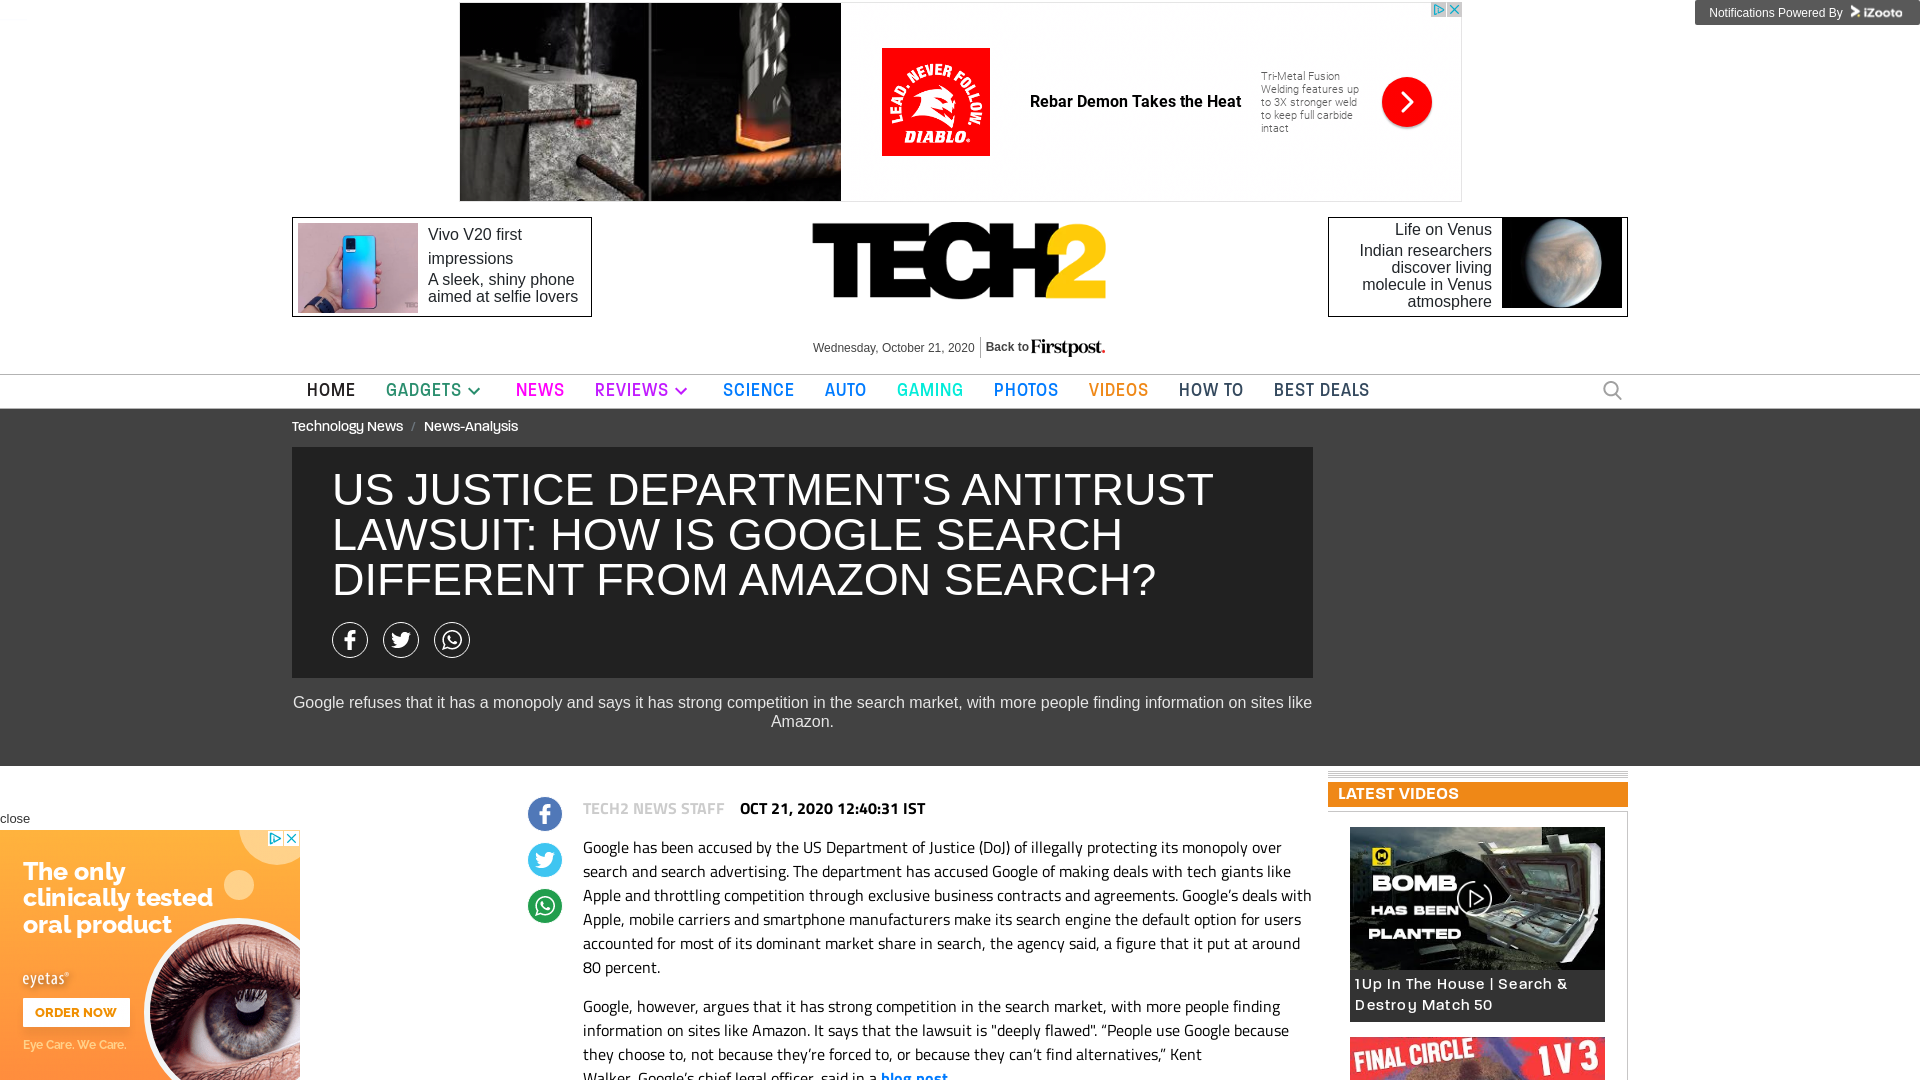 Notifications Powered By iZooto
LEAD. NEVER FOLLOW.
DIABLO
Rebar Demon Takes the Heat
Tri-Metal Fusion
Welding features up
to 3X stronger weld
to keep full carbide
intact
Vivo V20 first
impressions
A sleek, shiny phone
aimed at selfie lovers
TECH2
Life on Venus
Indian researchers
discover living
molecule in Venus
atmosphere
Wednesday, October 21, 2020 Back to Firstpost.
HOME GADGETS NEWS REVIEWS SCIENCE AUTO GAMING PHOTOS VIDEOS HOW TO BEST DEALS
Technology News / News-Analysis
US JUSTICE DEPARTMENT'S ANTITRUST
LAWSUIT: HOW IS GOOGLE SEARCH
DIFFERENT FROM AMAZON SEARCH?
Google refuses that it has a monopoly and says it has strong competition in the search market, with more people finding information on sites like
Amazon.
close
The only
clinically tested
oral product
eyetas®
ORDER NOW
Eye Care. We Care.
TECH2 NEWS STAFF OCT 21, 2020 12:40:31 IST
Google has been accused by the US Department of Justice (DoJ) of illegally protecting its monopoly over
search and search advertising. The department has accused Google of making deals with tech giants like
Apple and throttling competition through exclusive business contracts and agreements. Google’s deals with
Apple, mobile carriers and smartphone manufacturers make its search engine the default option for users
accounted for most of its dominant market share in search, the agency said, a figure that it put at around
80 percent.
Google, however, argues that it has strong competition in the search market, with more people finding
information on sites like Amazon. It says that the lawsuit is "deeply flawed". “People use Google because
they choose to, not because they’re forced to, or because they can’t find alternatives,” Kent
Walker, Google’s chief legal officer, said in a blog post.
LATEST VIDEOS
BOMB
HAS BEEN
PLANTED
1Up In The House | Search &
Destroy Match 50
FINAL CIRCLE 1 V 3